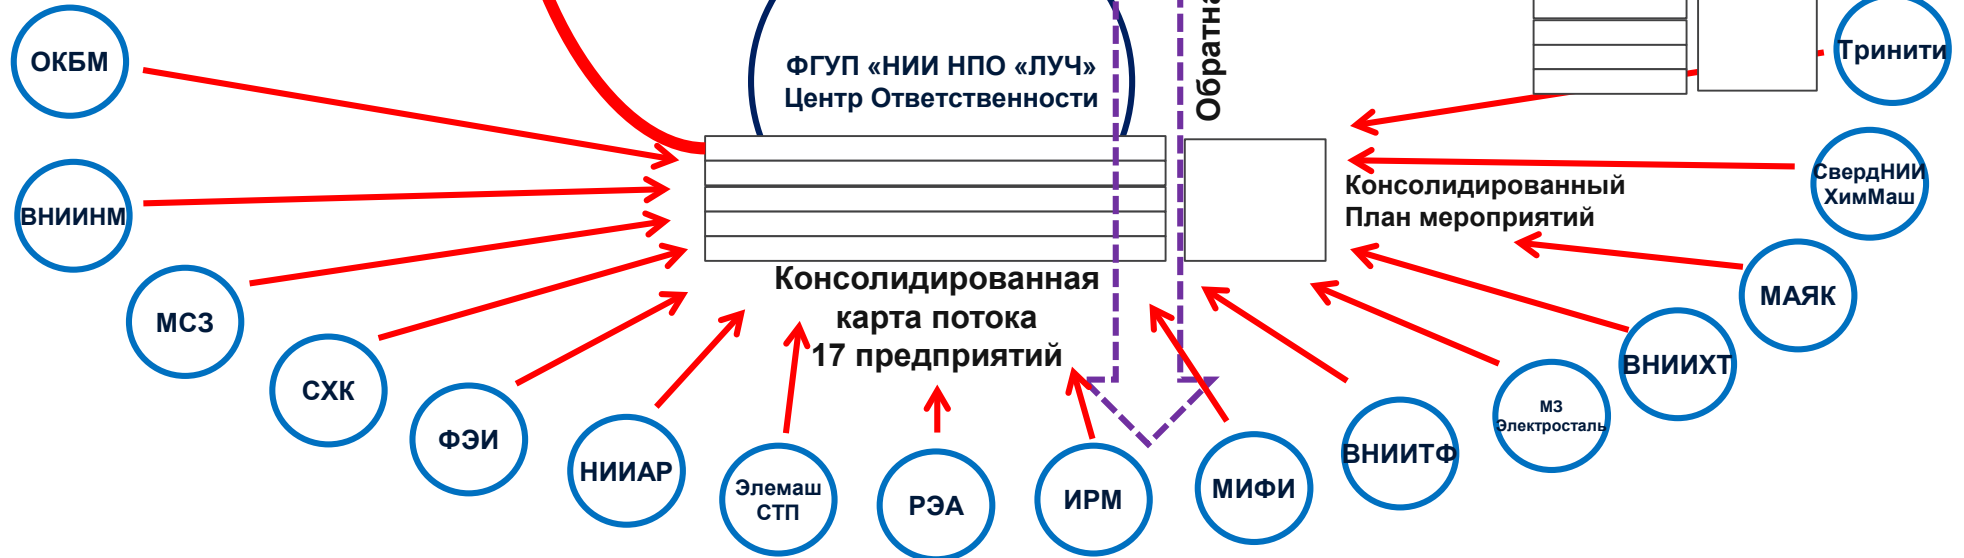 ОКБМ
ФГУП «НИИ НПО «ЛУЧ»
Центр Ответственности
Тринити
ВНИИНМ
СвердНИИ
ХимМаш
Консолидированный
План мероприятий
МСЗ
Консолидированная
карта потока
17 предприятий
МАЯК
СХК
ВНИИХТ
ФЭИ
МЗ
Электросталь
НИИАР
ВНИИТФ
Элемаш
СТП
РЭА
ИРМ
МИФИ